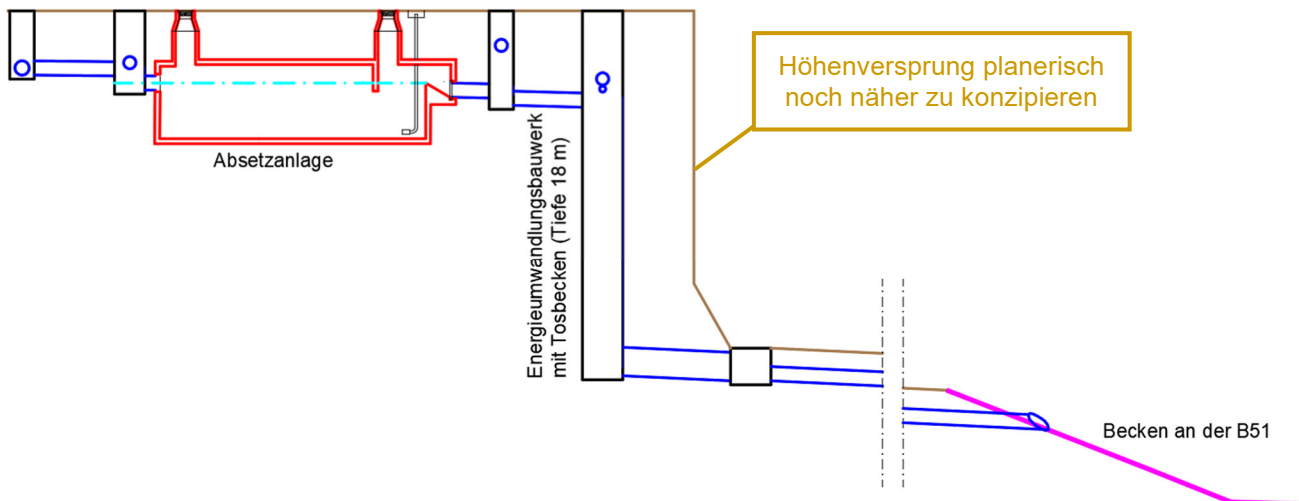 Höhenversprung planerisch
noch näher zu konzipieren
Absetzanlage
Energieumwandlungsbauwerk
mit Tosbecken (Tiefe 18 m)
Becken an der B51